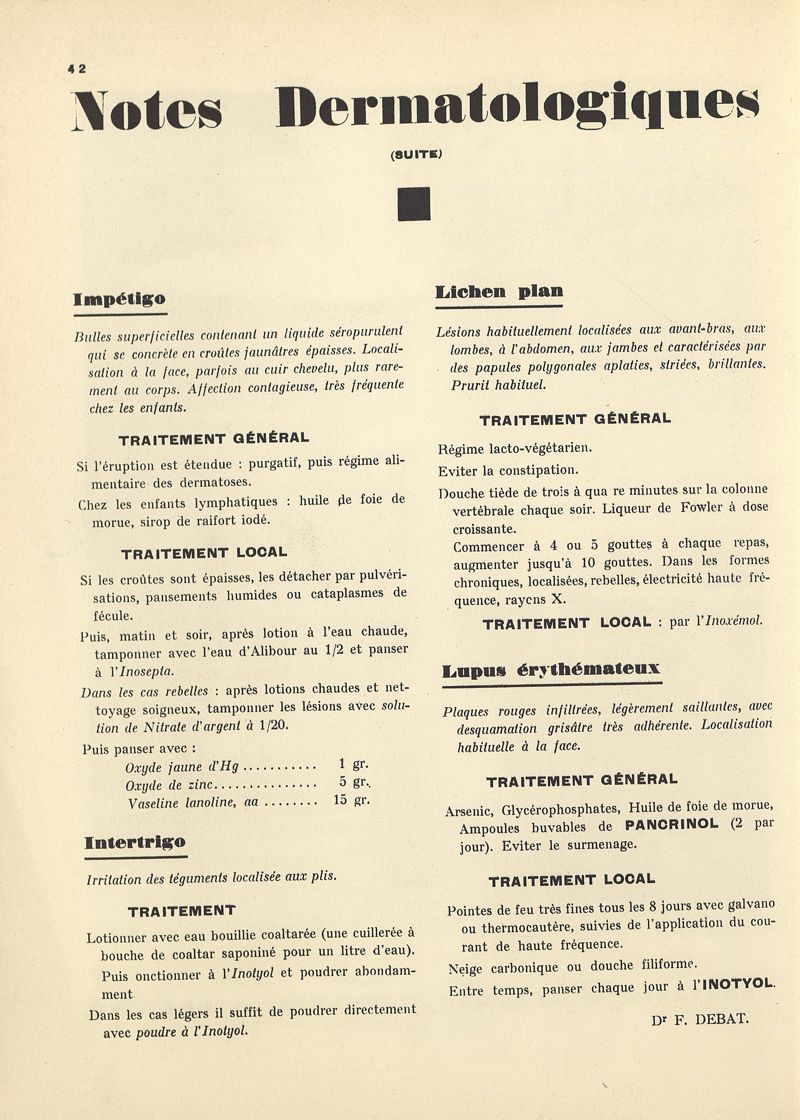 42
Notes Dermatologiques
(SUITE)
Impétigo
Bulles superficielles contenant un liquide séropurulent
qui se concrète en croûtes jaunâtres épaisses. Locali-
sation à la face, parfois au cuir chevelu, plus rare-
ment au corps. Affection contagieuse, très fréquente
chez les enfants.
TRAITEMENT GÉNÉRAL
Si l'éruption est étendue : purgatif, puis régime ali-
mentaire des dermatoses.
Chez les enfants lymphatiques : huile de foie de
morue, sirop de raifort iodé.
TRAITEMENT LOCAL
Si les croûtes sont épaisses, les détacher par pulvéri-
sations, pansements humides ou cataplasmes de
fécule.
Puis, matin et soir, après lotion à l'eau chaude,
tamponner avec l'eau d'Alibour au 1/2 et panser
à l'Inosepta.
Dans les cas rebelles : après lotions chaudes et net-
toyage soigneux, tamponner les lésions avec solu-
tion de Nitrate d'argent à 1/20.
Puis panser avec :
Oxyde jaune d'Hg ........... 1 gr.
Oxyde de zinc............... 5 gr.
Vaseline lanoline, aa ........ 15 gr.
Intertrigo
Irritation des téguments localisée aux plis.
TRAITEMENT
Lotionner avec eau bouillie coaltarée (une cuillerée à
bouche de coaltar saponiné pour un litre d'eau).
Puis onctionner à l'Inotyol et poudrer abondam-
ment
Dans les cas légers il suffit de poudrer directement
avec poudre à l'Inotyol.
Lichen plan
Lésions habituellement localisées aux avant-bras, aux
lombes, à l'abdomen, aux jambes et caractérisées par
des papules polygonales aplaties, striées, brillantes.
Prurit habituel.
TRAITEMENT GÉNÉRAL
Régime lacto-végétarien.
Eviter la constipation.
Douche tiède de trois à qua re minutes sur la colonne
vertébrale chaque soir. Liqueur de Fowler à dose
croissante.
Commencer à 4 ou 5 gouttes à chaque repas,
augmenter jusqu'à 10 gouttes. Dans les formes
chroniques, localisées, rebelles, électricité haute fré-
quence, rayons X.
TRAITEMENT LOCAL : par l'Inoxémol.
Lupus érythémateux
Plaques rouges infiltrées, légèrement saillantes, avec
desquamation grisâtre très adhérente. Localisation
habituelle à la face.
TRAITEMENT GÉNÉRAL
Arsenic, Glycérophosphates, Huile de foie de morue,
Ampoules buvables de PANCRINOL (2 par
jour). Eviter le surmenage.
TRAITEMENT LOCAL
Pointes de feu très fines tous les 8 jours avec galvano
ou thermocautère, suivies de l'application du cou-
rant de haute fréquence.
Neige carbonique ou douche filiforme.
Entre temps, panser chaque jour à l'INOTYOL.
Dr F. DEBAT.